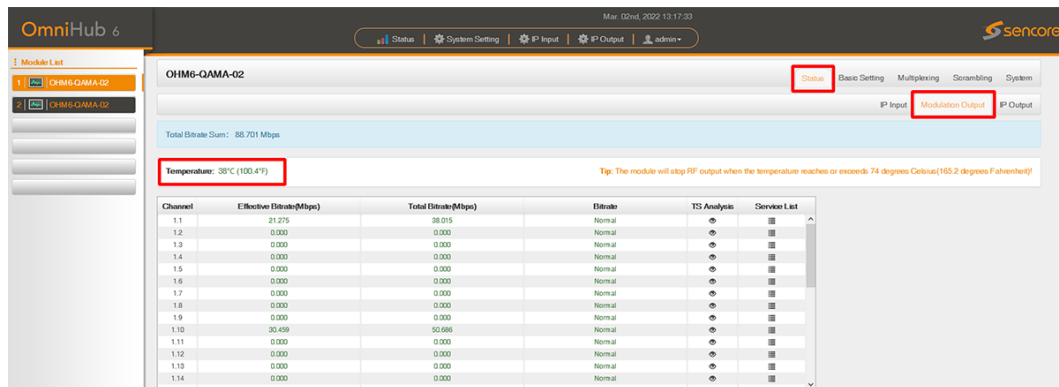 Mar. 02nd, 2022 13:17:33
OmniHub 6
Status | System Setting | IP Input | IP Output | admin
sencore
Module List
1 | OHM6-QAMA-02
2 | OHM6-QAMA-02
OHM6-QAMA-02
Status Basic Setting Multiplexing Scrambling System
IP Input Modulation Output IP Output
Total Bitrate Sum: 88.701 Mbps
Temperature: 38°C (100.4°F) Tip: The module will stop RF output when the temperature reaches or exceeds 74 degrees Celsius(165.2 degrees Fahrenheit)!
Channel Effective Bitrate(Mbps) Total Bitrate(Mbps) Bitrate TS Analysis Service List
1.1 21.275 38.015 Normal
1.2 0.000 0.000 Normal
1.3 0.000 0.000 Normal
1.4 0.000 0.000 Normal
1.5 0.000 0.000 Normal
1.6 0.000 0.000 Normal
1.7 0.000 0.000 Normal
1.8 0.000 0.000 Normal
1.9 0.000 0.000 Normal
1.10 30.459 50.686 Normal
1.11 0.000 0.000 Normal
1.12 0.000 0.000 Normal
1.13 0.000 0.000 Normal
1.14 0.000 0.000 Normal